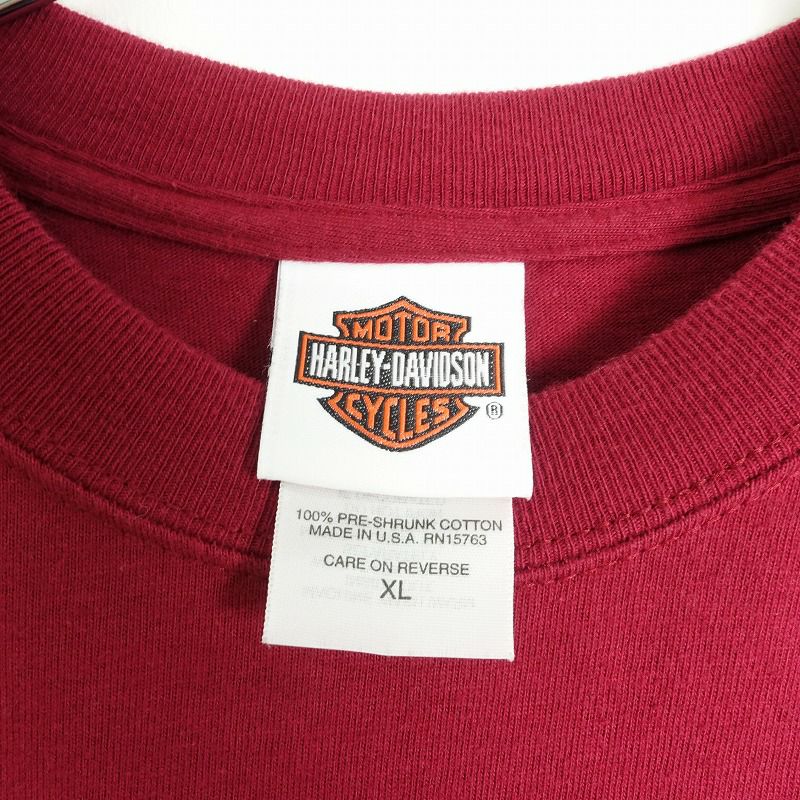 MOTOR
HARLEY-DAVIDSON
CYCLES
®
100% PRE-SHRUNK COTTON
MADE IN U.S.A. RN15763
CARE ON REVERSE
XL